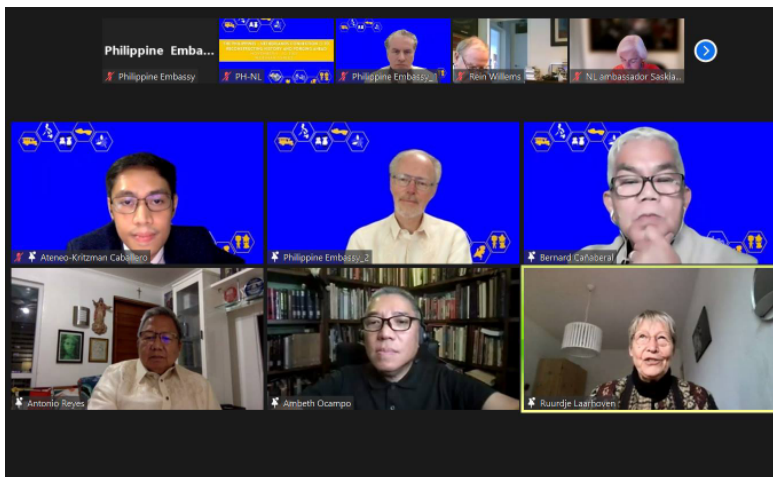 Philippine Emba...
Philippine Embassy
PH-NL
Philippine Embassy_
Rein Willems
NL ambassador Saskia...
Ateneo-Kritzman Caballero
Philippine Embassy_2
Bernard Cañaberal
Antonio Reyes
Ambeth Ocampo
Ruurdje Laarhoven